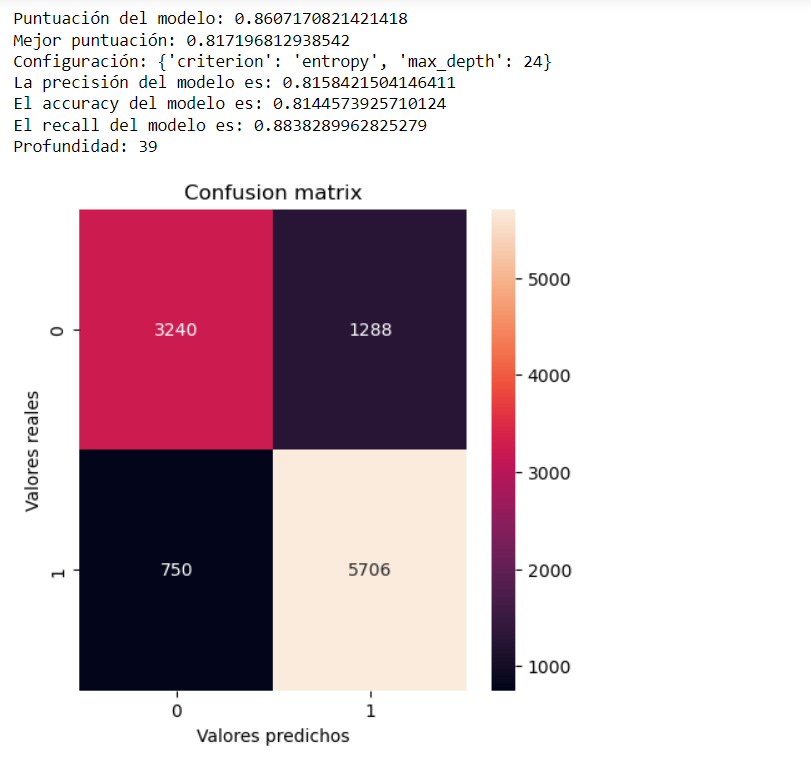 Puntuación del modelo: 0.8607170821421418
Mejor puntuación: 0.817196812938542
Configuración: {'criterion': 'entropy', 'max_depth': 24}
La precisión del modelo es: 0.8158421504146411
El accuracy del modelo es: 0.8144573925710124
El recall del modelo es: 0.8838289962825279
Profundidad: 39
Confusion matrix
3240
1288
750
5706
0
1
Valores reales
0
1
Valores predichos
5000
4000
3000
2000
1000